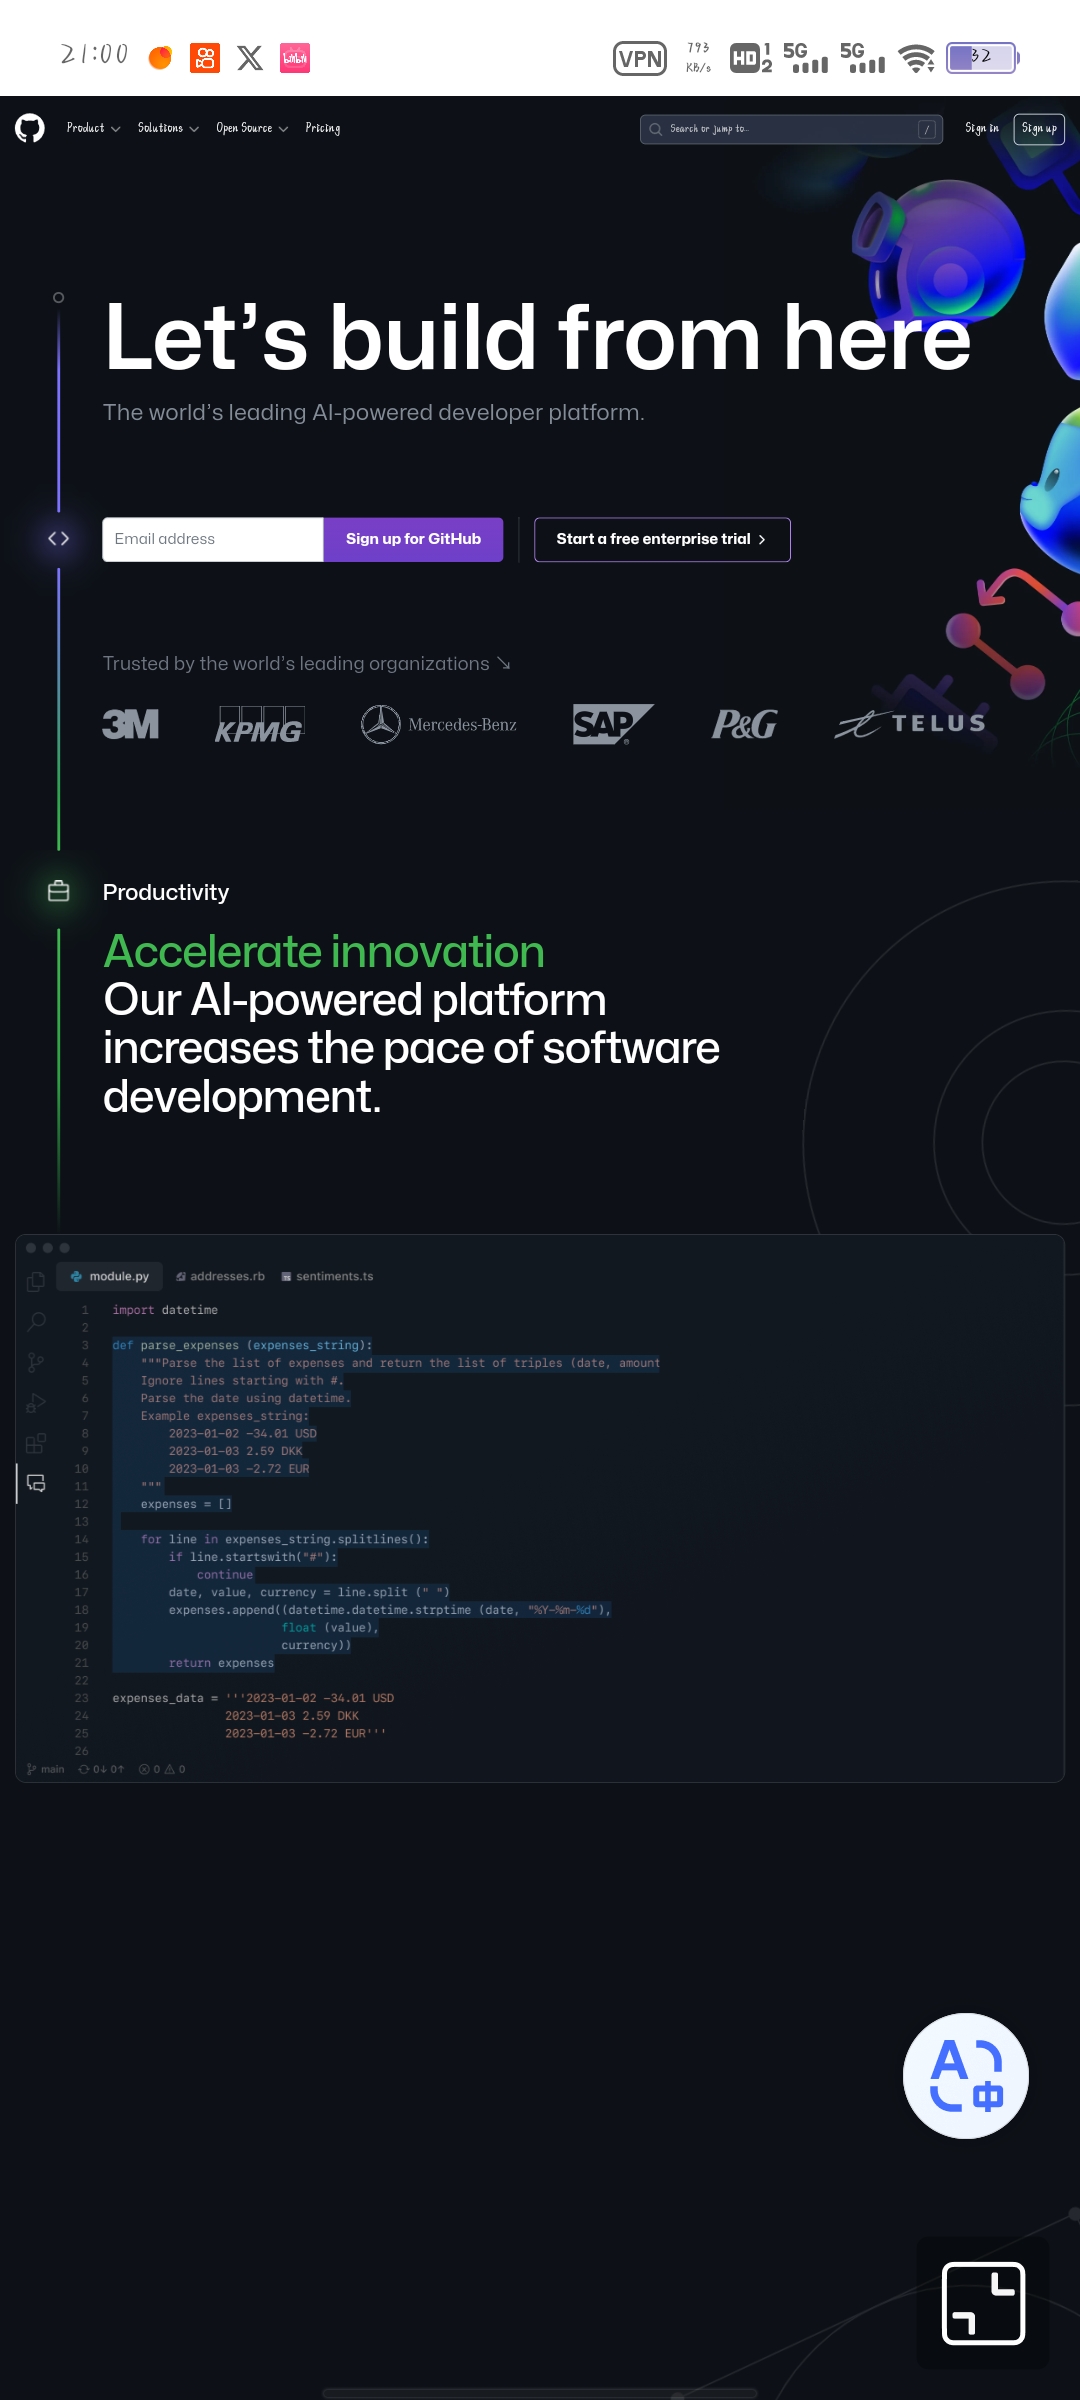 21:00
VPN
793
KB/s
HD 1 2
5G
5G
32
Product
Solutions
Open Source
Pricing
Search or jump to...
/
Sign in
Sign up
Let’s build from here
The world’s leading AI-powered developer platform.
Email address
Sign up for GitHub
Start a free enterprise trial
Trusted by the world’s leading organizations ↘
3M
KPMG
Mercedes-Benz
SAP®
P&G
TELUS
Productivity
Accelerate innovation
Our AI-powered platform
increases the pace of software
development.
module.py
addresses.rb
sentiments.ts
1 import datetime
2
3 def parse_expenses (expenses_string):
4     """Parse the list of expenses and return the list of triples (date, amount
5     Ignore lines starting with #.
6     Parse the date using datetime.
7     Example expenses_string:
8         2023-01-02 -34.01 USD
9         2023-01-03 2.59 DKK
10         2023-01-03 -2.72 EUR
11     """
12     expenses = []
13
14     for line in expenses_string.splitlines():
15         if line.startswith("#"):
16             continue
17         date, value, currency = line.split (" ")
18         expenses.append((datetime.datetime.strptime (date, "%Y-%m-%d"),
19                         float (value),
20                         currency))
21         return expenses
22
23 expenses_data = '''2023-01-02 -34.01 USD
24                 2023-01-03 2.59 DKK
25                 2023-01-03 -2.72 EUR'''
26
main
0↓ 0↑
0
0
A
中